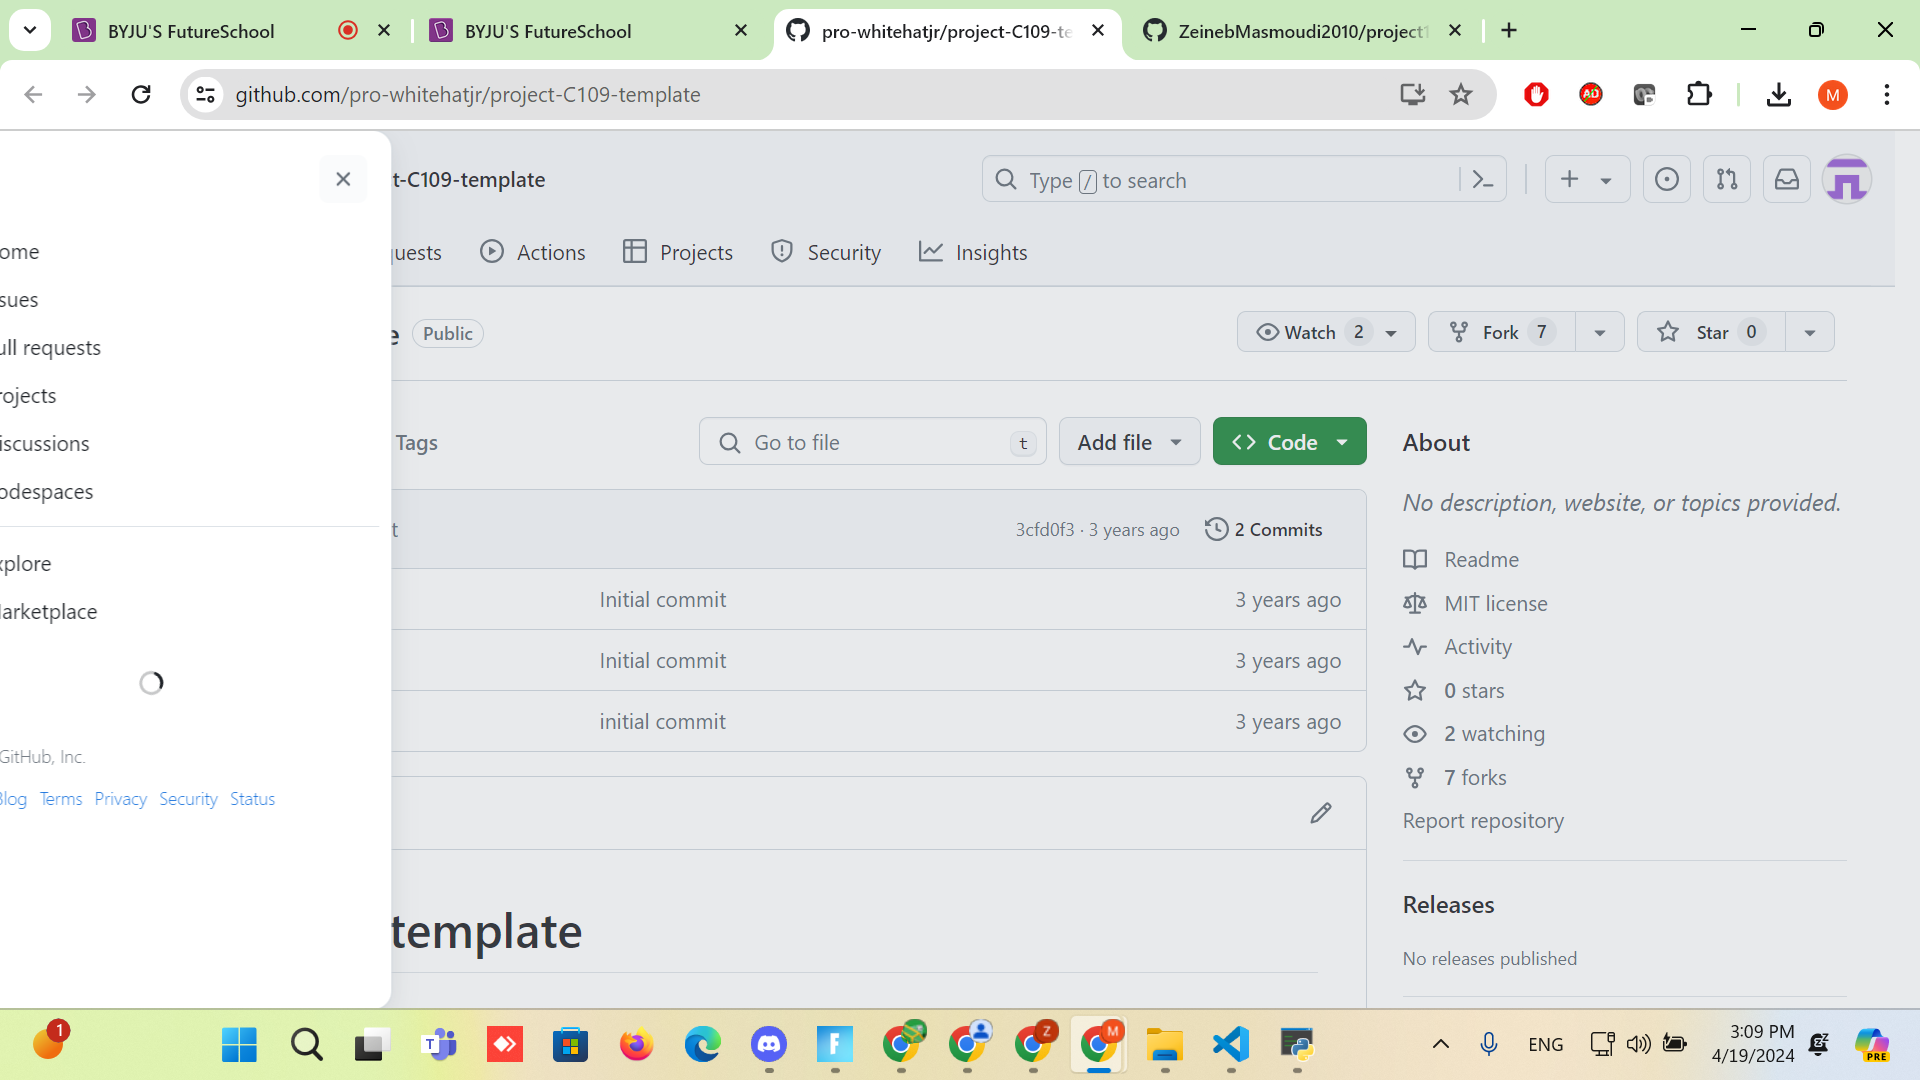 BYJU'S FutureSchool
BYJU'S FutureSchool
pro-whitehatjr/project-C109-te
ZeinebMasmoudi2010/project1
github.com/pro-whitehatjr/project-C109-template
M
t-C109-template
Type / to search
ome
sues
ull requests
rojects
iscussions
odespaces
xplore
arketplace
GitHub, Inc.
Blog Terms Privacy Security Status
quests
Actions
Projects
Security
Insights
e Public
Watch 2
Fork 7
Star 0
Tags
Go to file t
Add file
Code
t
3cfd0f3 · 3 years ago
2 Commits
Initial commit 3 years ago
Initial commit 3 years ago
initial commit 3 years ago
template
About
No description, website, or topics provided.
Readme
MIT license
Activity
0 stars
2 watching
7 forks
Report repository
Releases
No releases published
1
T
F
Z
M
ENG
3:09 PM
4/19/2024
PRE